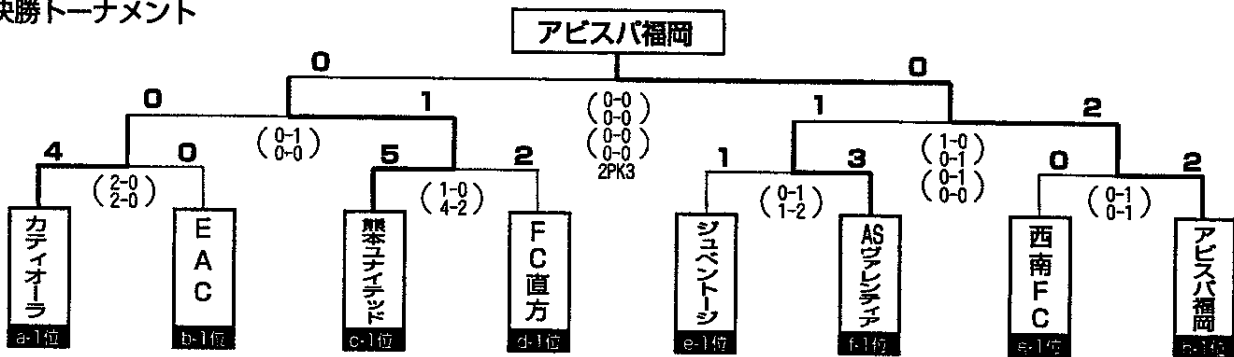 決勝トーナメント
アビスパ福岡
0
0
0
1
(0-0
0-0)
(0-0
0-0)
2PK3
1
2
(0-1
0-0)
(1-0
0-1)
(0-1
0-0)
4
0
5
2
1
3
0
2
(2-0
2-0)
(1-0
4-2)
(0-1
1-2)
(0-1
0-1)
カティオーラ
EAC
熊本ユナイテッド
FC直方
ジュベントージ
ASヴァレンティア
西南FC
アビスパ福岡
a-1位
b-1位
c-1位
d-1位
e-1位
f-1位
g-1位
h-1位